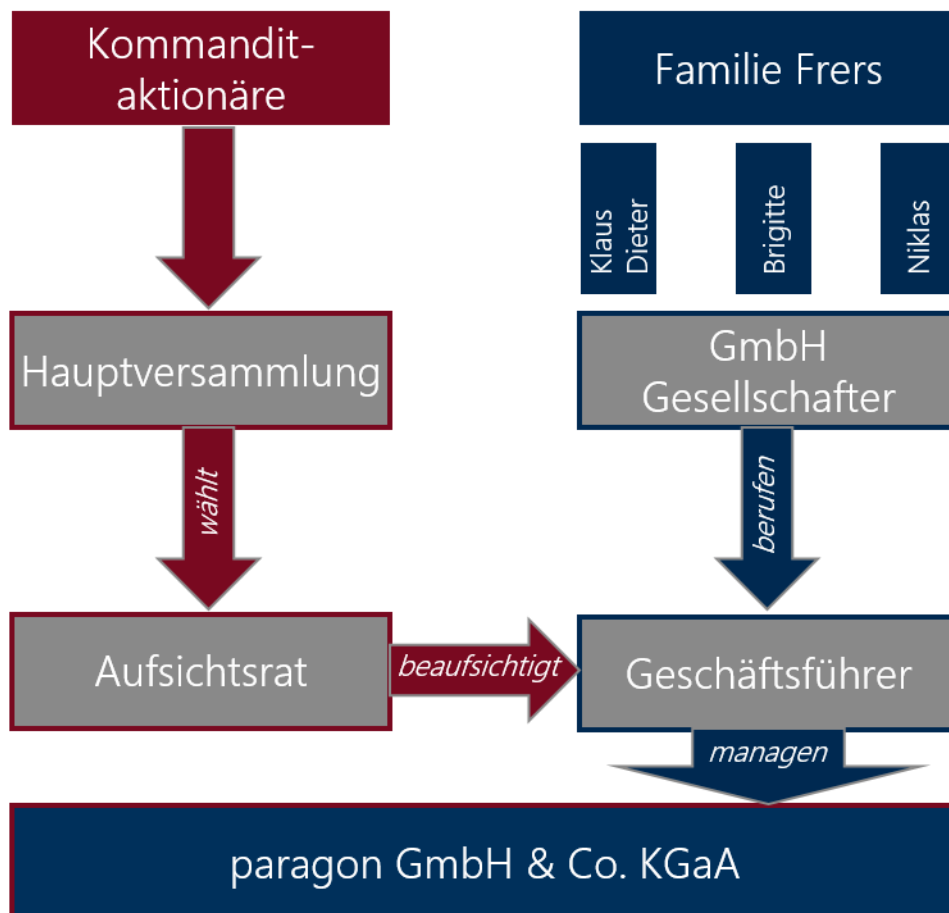 Kommandit-
aktionäre
Familie Frers
Klaus
Dieter
Brigitte
Niklas
Hauptversammlung
GmbH
Gesellschafter
wählt
berufen
Aufsichtsrat
beaufsichtigt
Geschäftsführer
managen
paragon GmbH & Co. KGaA